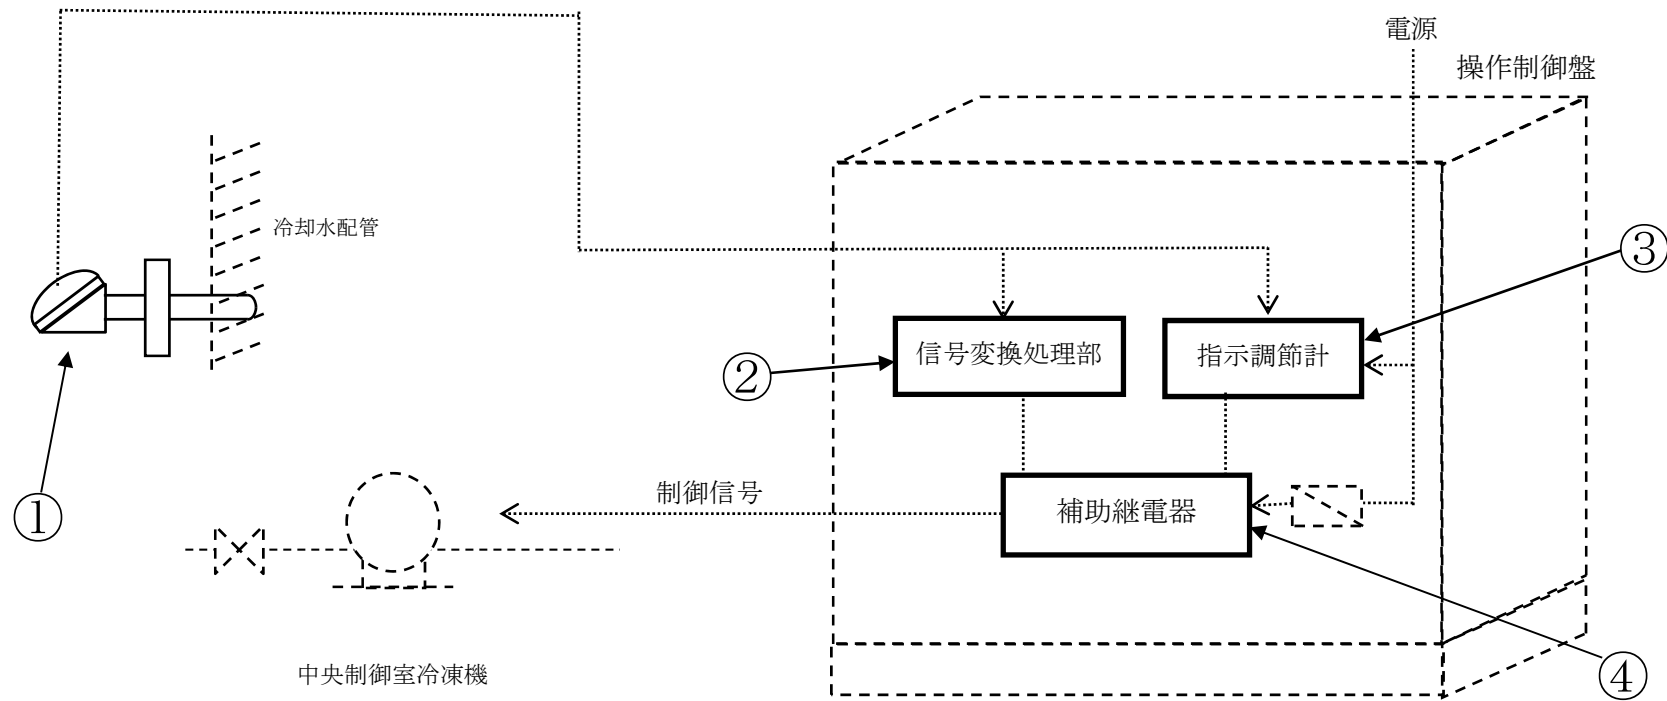 電源
操作制御盤
冷却水配管
③
信号変換処理部
指示調節計
②
制御信号
補助継電器
①
中央制御室冷凍機
④